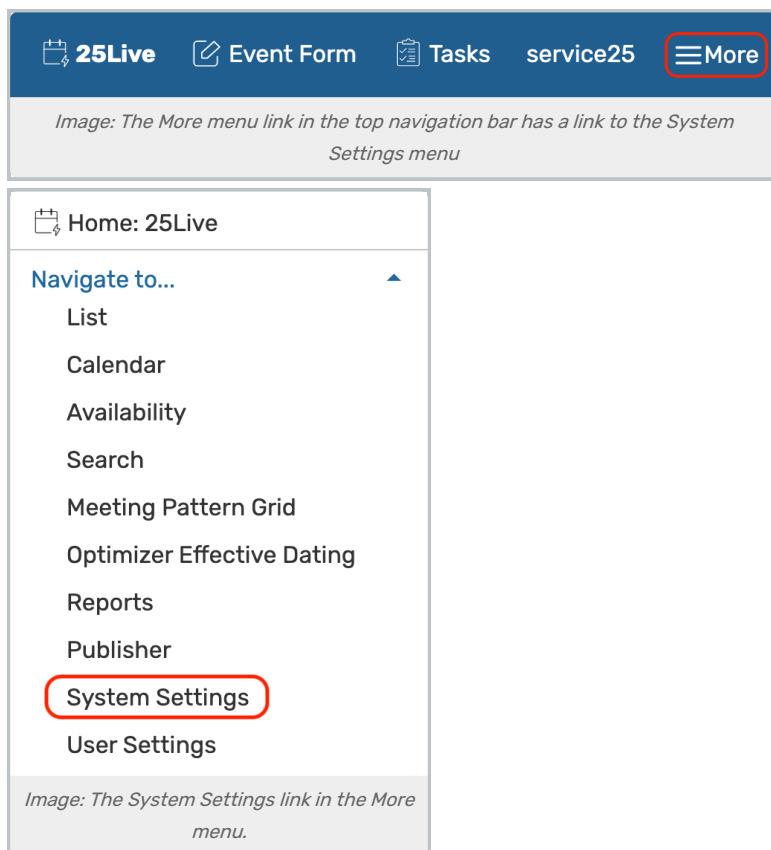 25Live Event Form Tasks service25 More
Image: The More menu link in the top navigation bar has a link to the System
Settings menu
Home: 25Live
Navigate to...
List
Calendar
Availability
Search
Meeting Pattern Grid
Optimizer Effective Dating
Reports
Publisher
System Settings
User Settings
Image: The System Settings link in the More
menu.